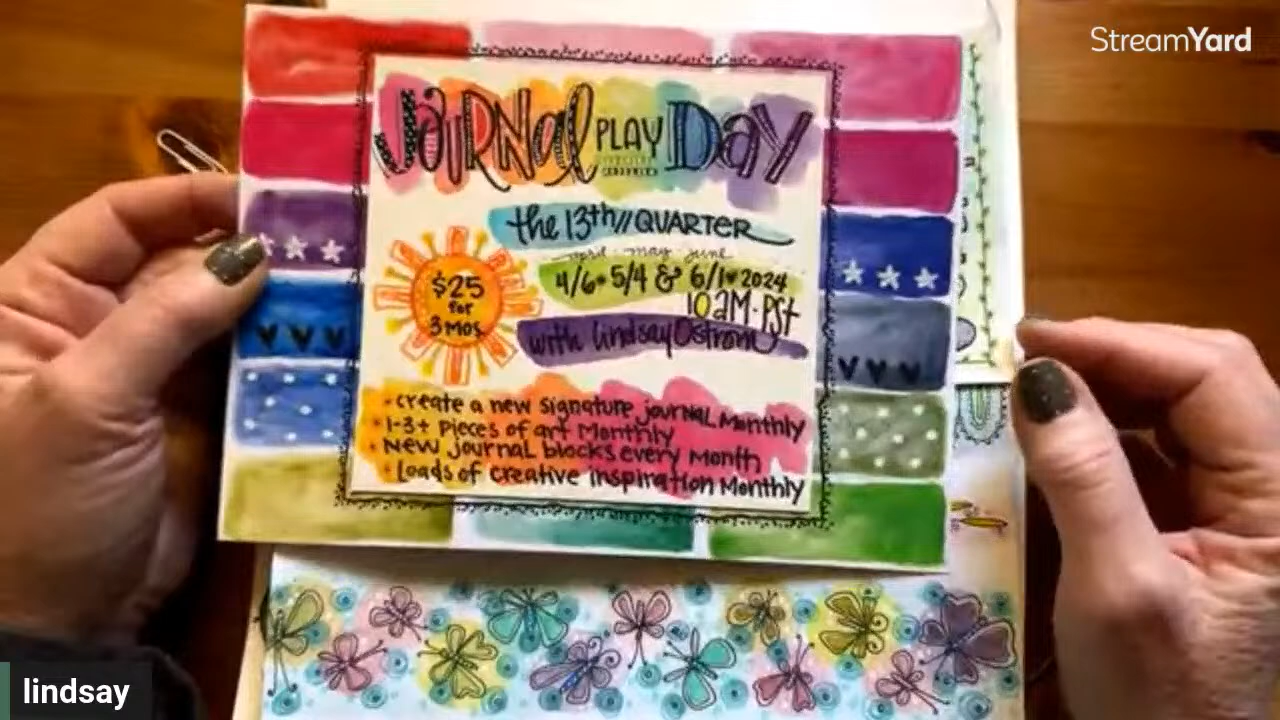 StreamYard
JOURNAL PLAY DAY
the 13th//QUARTER
april · may · june
4/6 • 5/4 & 6/1 • 2024
10 aM · PSt
with lindsay Ostrom
$25
for
3 MOS.
• create a new signature journal Monthly
• 1-3+ pieces of art Monthly
• New journal blocks every Month
• Loads of creative inspiration Monthly
lindsay